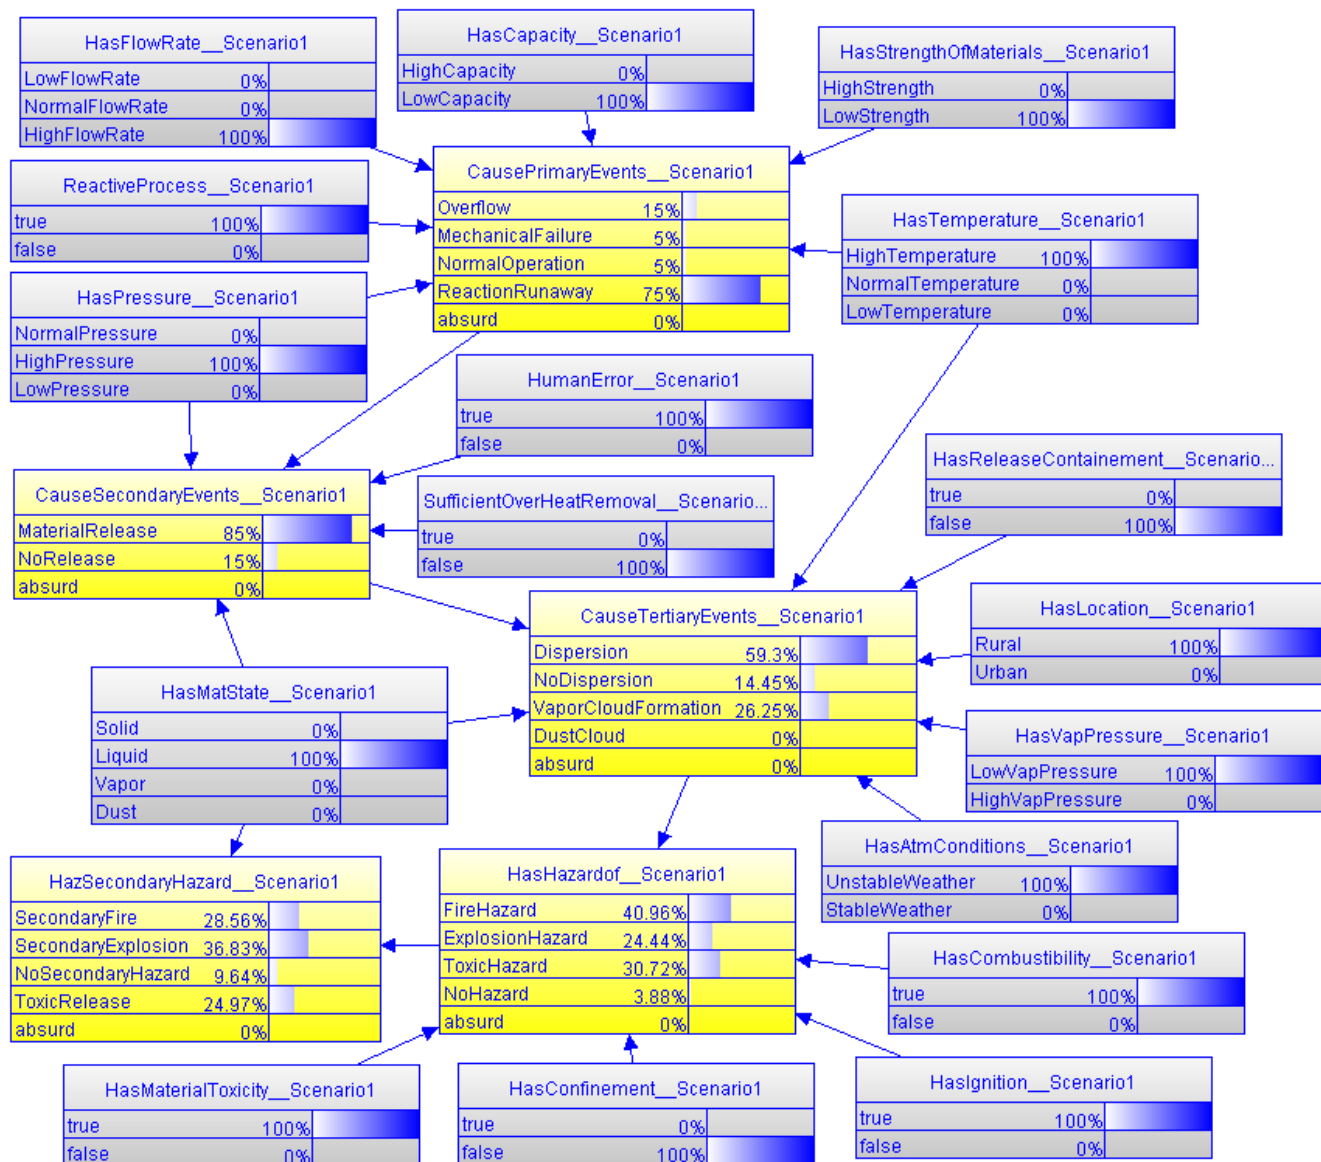 HasFlowRate__Scenario1
LowFlowRate 0%
NormalFlowRate 0%
HighFlowRate 100%
HasCapacity__Scenario1
HighCapacity 0%
LowCapacity 100%
HasStrengthOfMaterials__Scenario1
HighStrength 0%
LowStrength 100%
ReactiveProcess__Scenario1
true 100%
false 0%
CausePrimaryEvents__Scenario1
Overflow 15%
MechanicalFailure 5%
NormalOperation 5%
ReactionRunaway 75%
absurd 0%
HasTemperature__Scenario1
HighTemperature 100%
NormalTemperature 0%
LowTemperature 0%
HasPressure__Scenario1
NormalPressure 0%
HighPressure 100%
LowPressure 0%
HumanError__Scenario1
true 100%
false 0%
HasReleaseContainement__Scenario...
true 0%
false 100%
CauseSecondaryEvents__Scenario1
MaterialRelease 85%
NoRelease 15%
absurd 0%
SufficientOverHeatRemoval__Scenario...
true 0%
false 100%
CauseTertiaryEvents__Scenario1
Dispersion 59.3%
NoDispersion 14.45%
VaporCloudFormation 26.25%
DustCloud 0%
absurd 0%
HasLocation__Scenario1
Rural 100%
Urban 0%
HasMatState__Scenario1
Solid 0%
Liquid 100%
Vapor 0%
Dust 0%
HasVapPressure__Scenario1
LowVapPressure 100%
HighVapPressure 0%
HasAtmConditions__Scenario1
UnstableWeather 100%
StableWeather 0%
HazSecondaryHazard__Scenario1
SecondaryFire 28.56%
SecondaryExplosion 36.83%
NoSecondaryHazard 9.64%
ToxicRelease 24.97%
absurd 0%
HasHazardof__Scenario1
FireHazard 40.96%
ExplosionHazard 24.44%
ToxicHazard 30.72%
NoHazard 3.88%
absurd 0%
HasCombustibility__Scenario1
true 100%
false 0%
HasMaterialToxicity__Scenario1
true 100%
false 0%
HasConfinement__Scenario1
true 0%
false 100%
HasIgnition__Scenario1
true 100%
false 0%